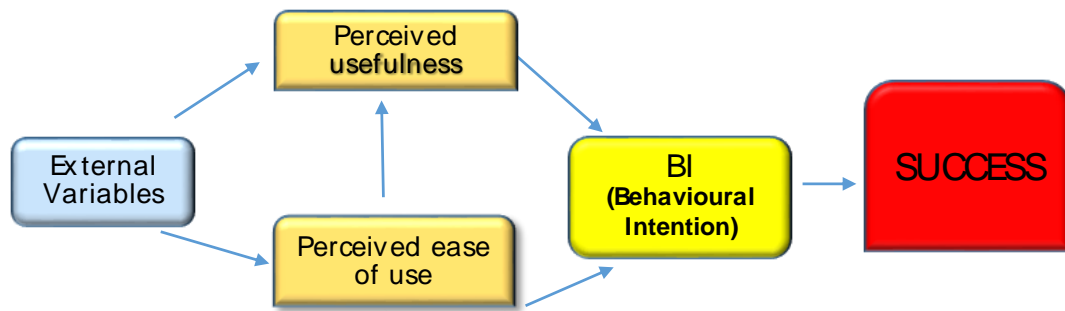 Perceived
usefulness
External
Variables
BI
(Behavioural
Intention)
SUCCESS
Perceived ease
of use